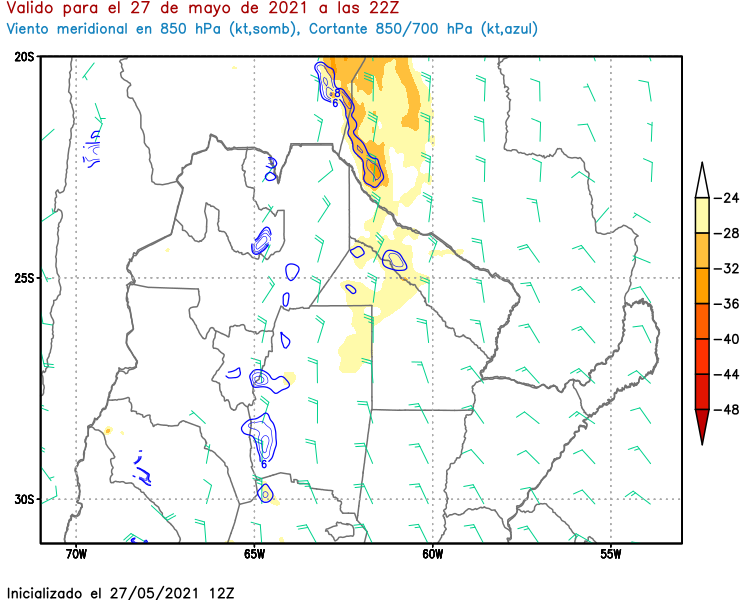 Valido para el 27 de mayo de 2021 a las 22Z
Viento meridional en 850 hPa (kt,somb), Cortante 850/700 hPa (kt,azul)
20S
8
6
-24
-28
25S
-32
-36
-40
-44
-48
6
30S
70W 65W 60W 55W
Inicializado el 27/05/2021 12Z